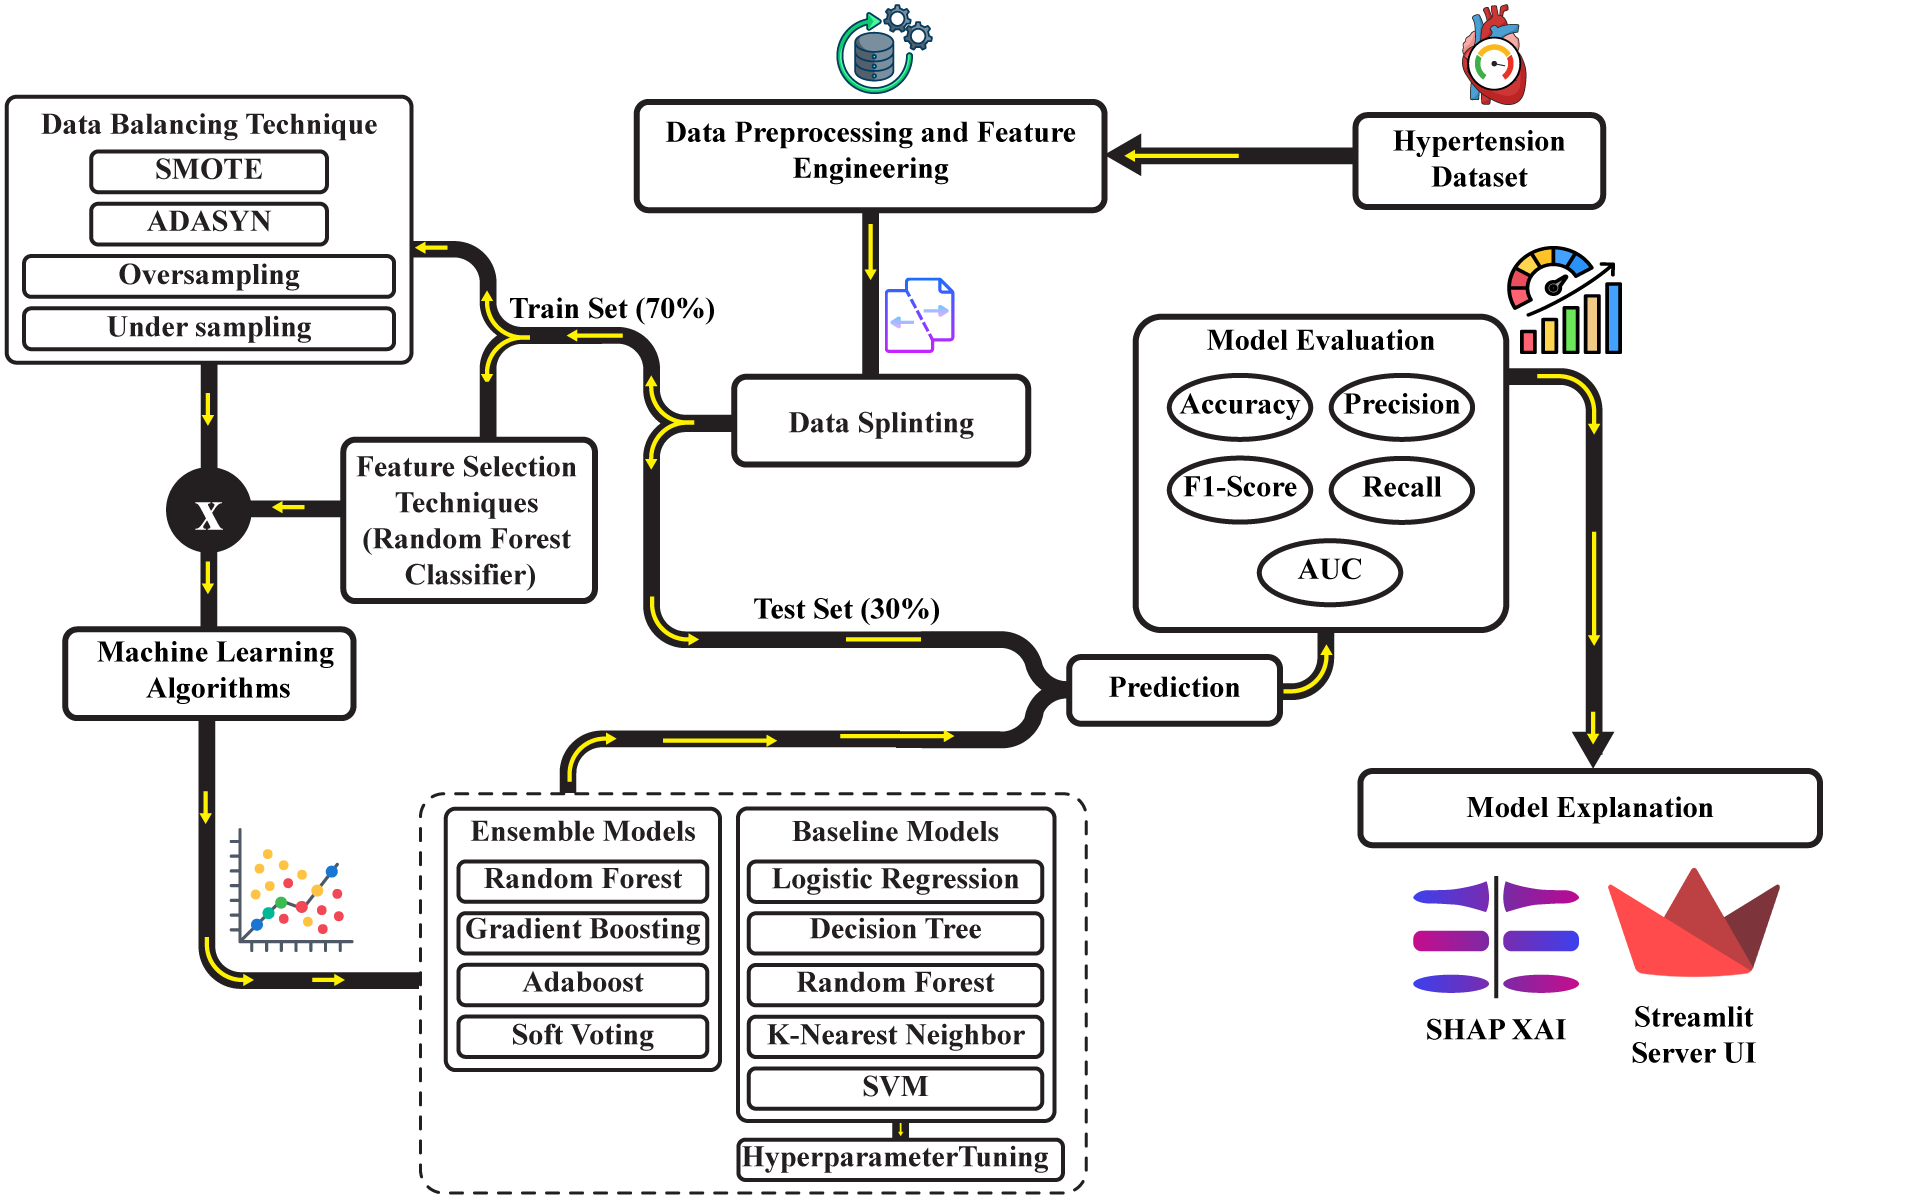 Hypertension
Dataset
Data Preprocessing and Feature
Engineering
Data Splinting
Train Set (70%)
Test Set (30%)
Data Balancing Technique
SMOTE
ADASYN
Oversampling
Under sampling
Feature Selection
Techniques
(Random Forest
Classifier)
X
Machine Learning
Algorithms
Ensemble Models
Random Forest
Gradient Boosting
Adaboost
Soft Voting
Baseline Models
Logistic Regression
Decision Tree
Random Forest
K-Nearest Neighbor
SVM
HyperparameterTuning
Prediction
Model Evaluation
Accuracy
Precision
F1-Score
Recall
AUC
Model Explanation
SHAP XAI
Streamlit
Server UI